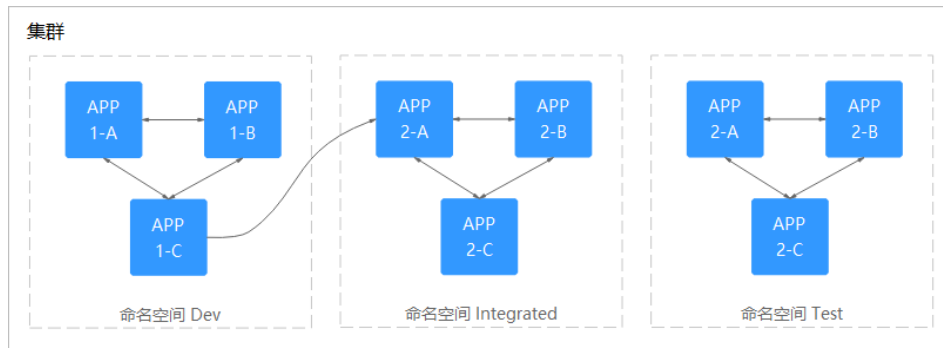 集群
APP
1-A
APP
1-B
APP
1-C
命名空间 Dev
APP
2-A
APP
2-B
APP
2-C
命名空间 Integrated
APP
2-A
APP
2-B
APP
2-C
命名空间 Test